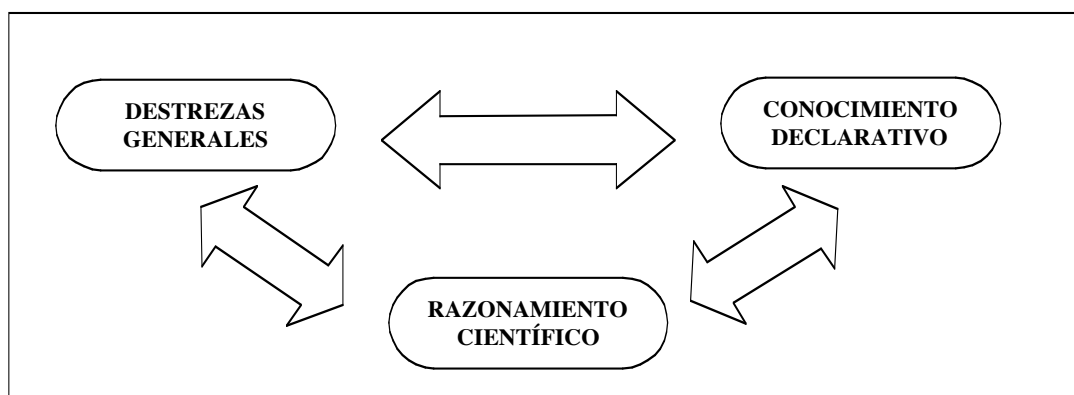 DESTREZAS
GENERALES
CONOCIMIENTO
DECLARATIVO
RAZONAMIENTO
CIENTÍFICO